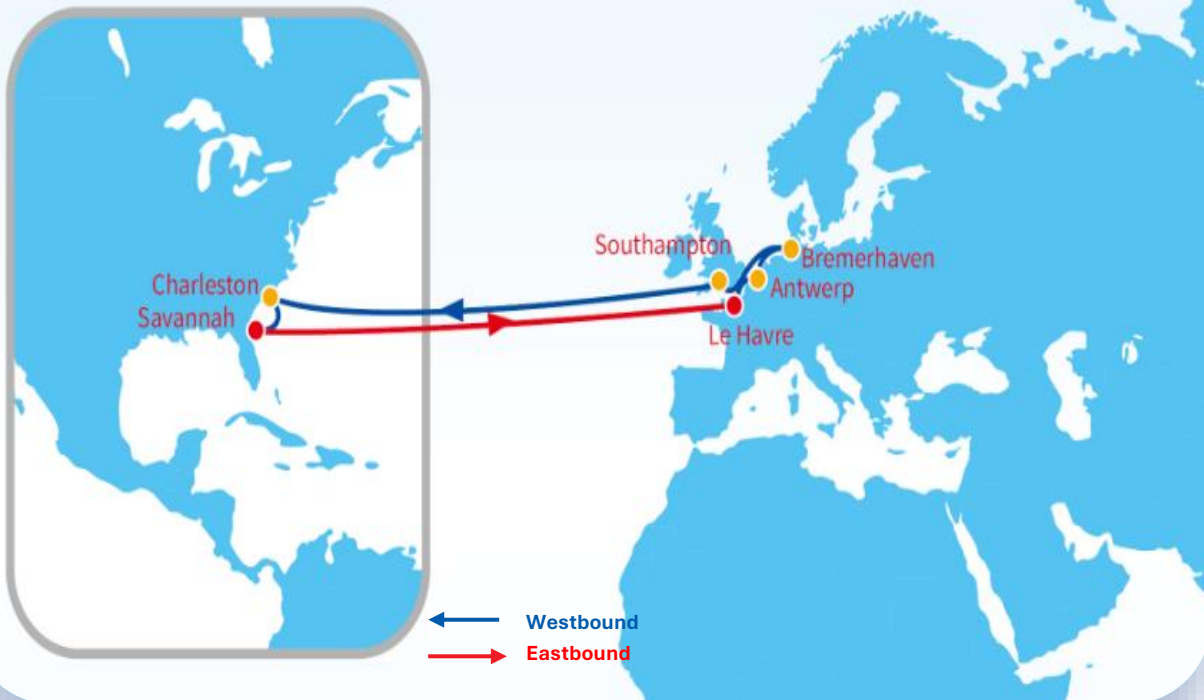 Southampton
Bremerhaven
Charleston
Antwerp
Savannah
Le Havre
Westbound
Eastbound